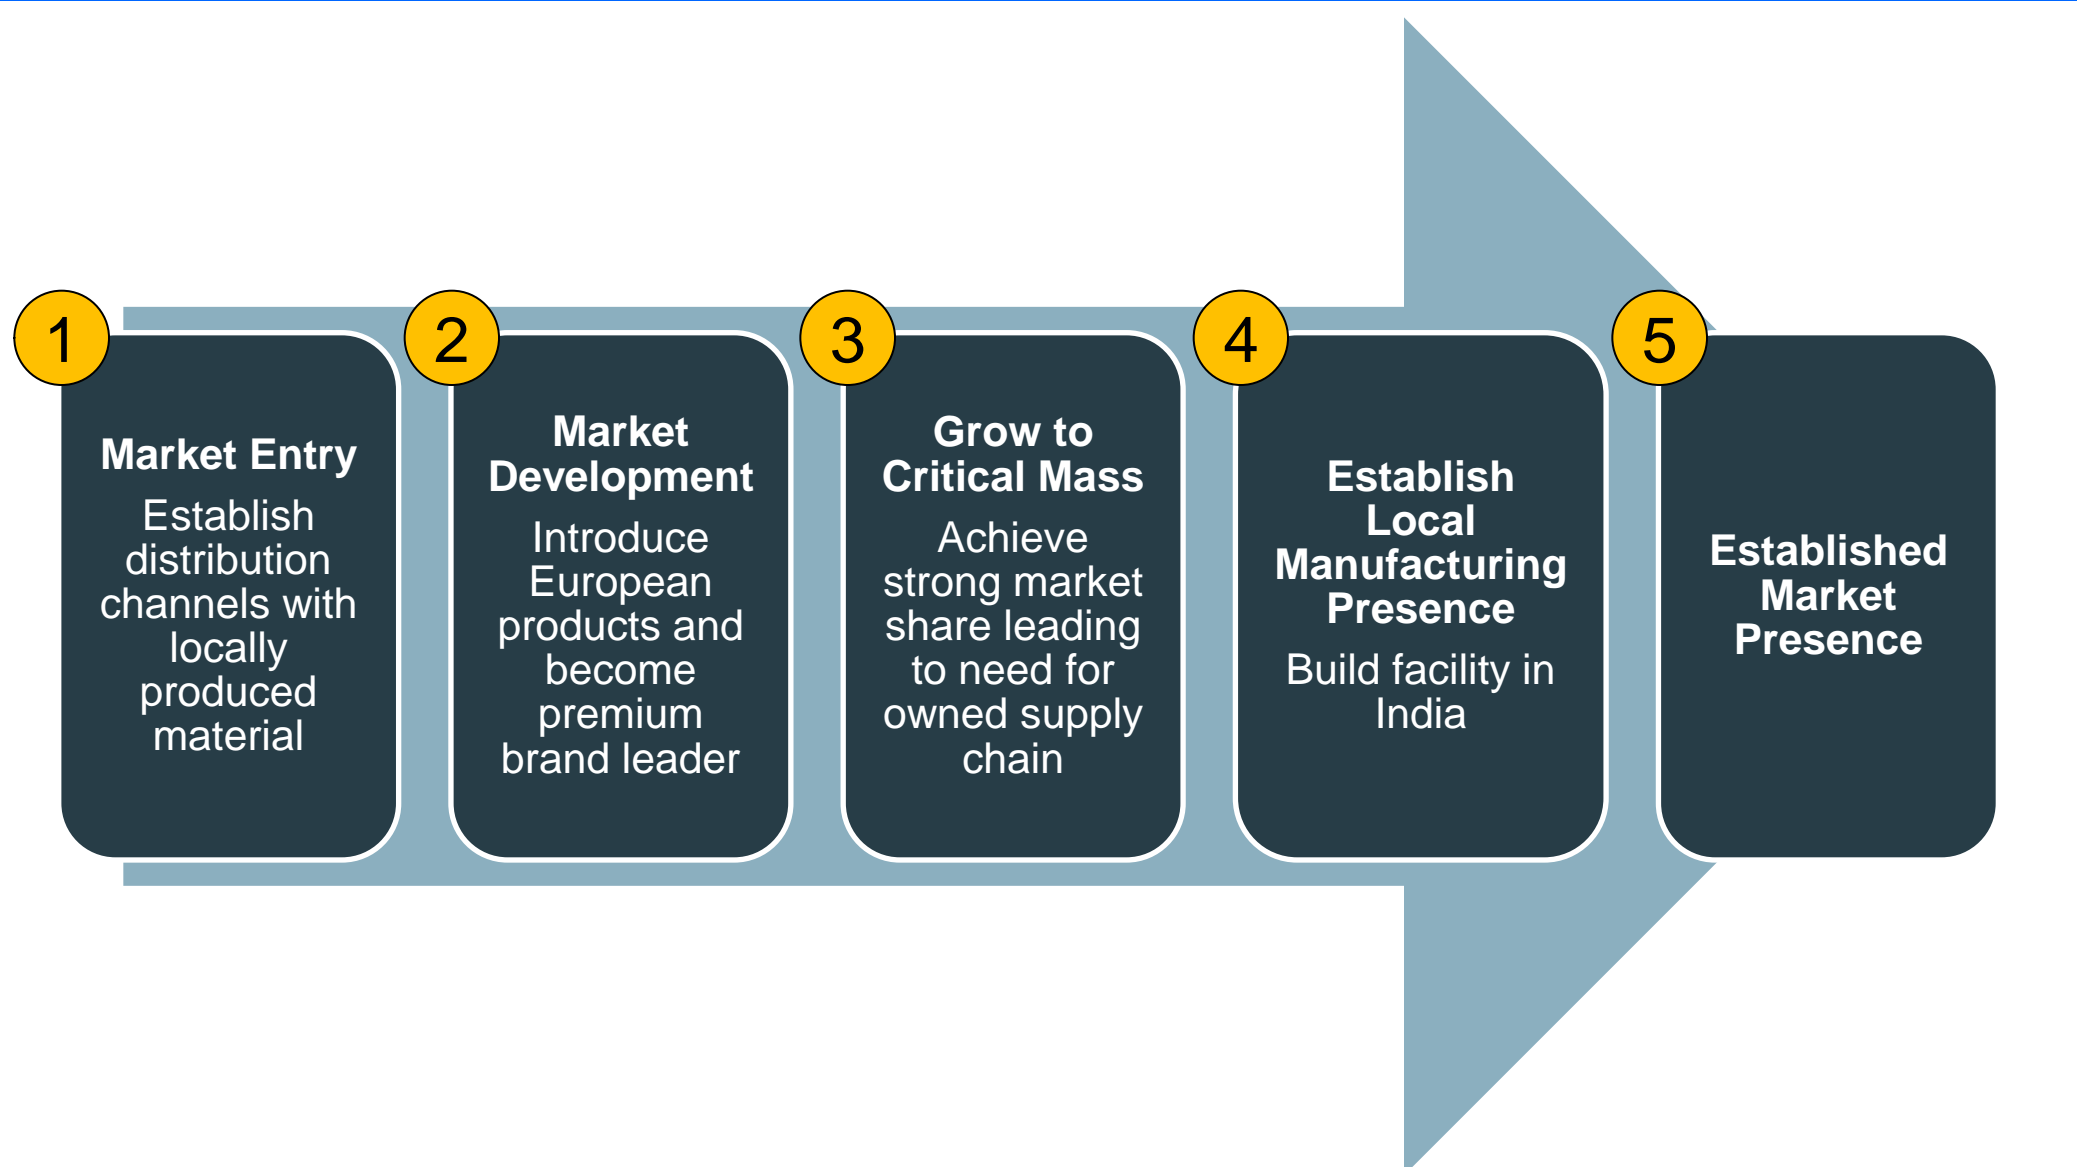 1
Market Entry
Establish
distribution
channels with
locally
produced
material
2
Market
Development
Introduce
European
products and
become
premium
brand leader
3
Grow to
Critical Mass
Achieve
strong market
share leading
to need for
owned supply
chain
4
Establish
Local
Manufacturing
Presence
Build facility in
India
5
Established
Market
Presence